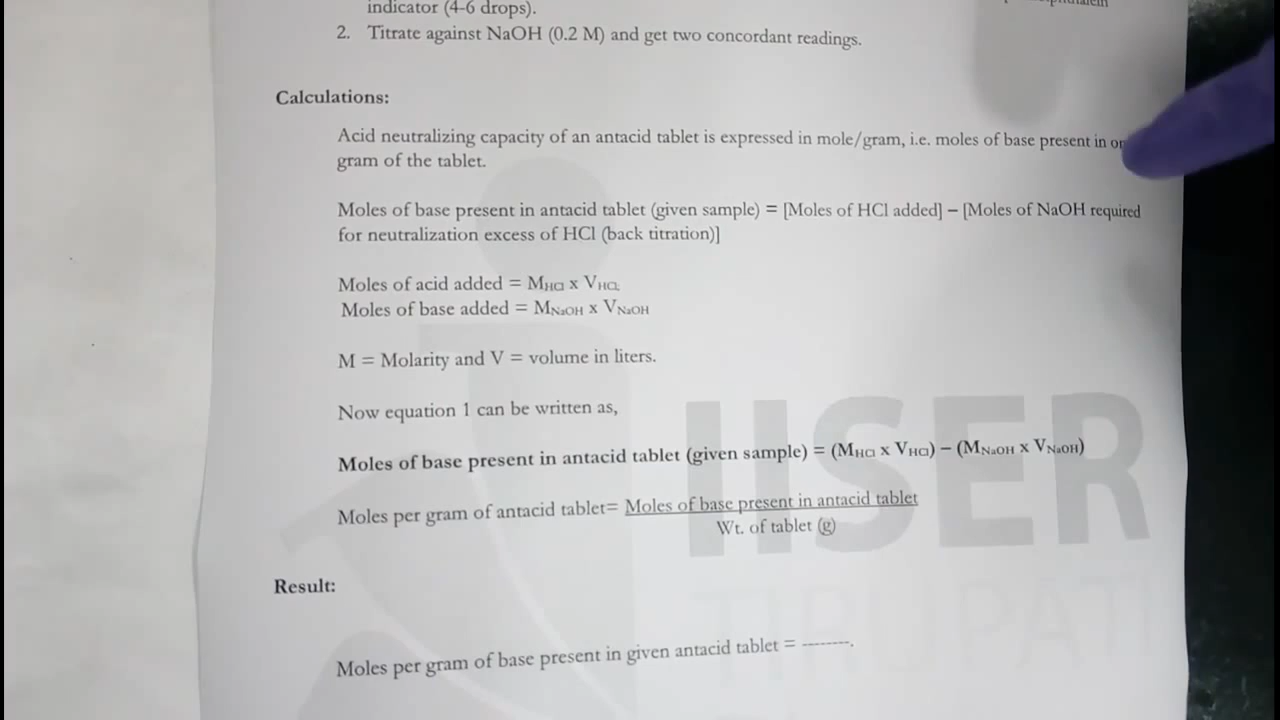 indicator (4-6 drops).
2. Titrate against NaOH (0.2 M) and get two concordant readings.
Calculations:
Acid neutralizing capacity of an antacid tablet is expressed in mole/gram, i.e. moles of base present in
gram of the tablet.
Moles of base present in antacid tablet (given sample) = [Moles of HCl added] – [Moles of NaOH required
for neutralization excess of HCl (back titration)]
Moles of acid added = MHCl x VHCl
Moles of base added = MNaOH x VNaOH
M = Molarity and V = volume in liters.
Now equation 1 can be written as,
Moles of base present in antacid tablet (given sample) = (MHCl x VHCl) – (MNaOH x VNaOH)
Moles per gram of antacid tablet= Moles of base present in antacid tablet
Wt. of tablet (g)
IISER
TIRUPATI
Result:
Moles per gram of base present in given antacid tablet = --------.